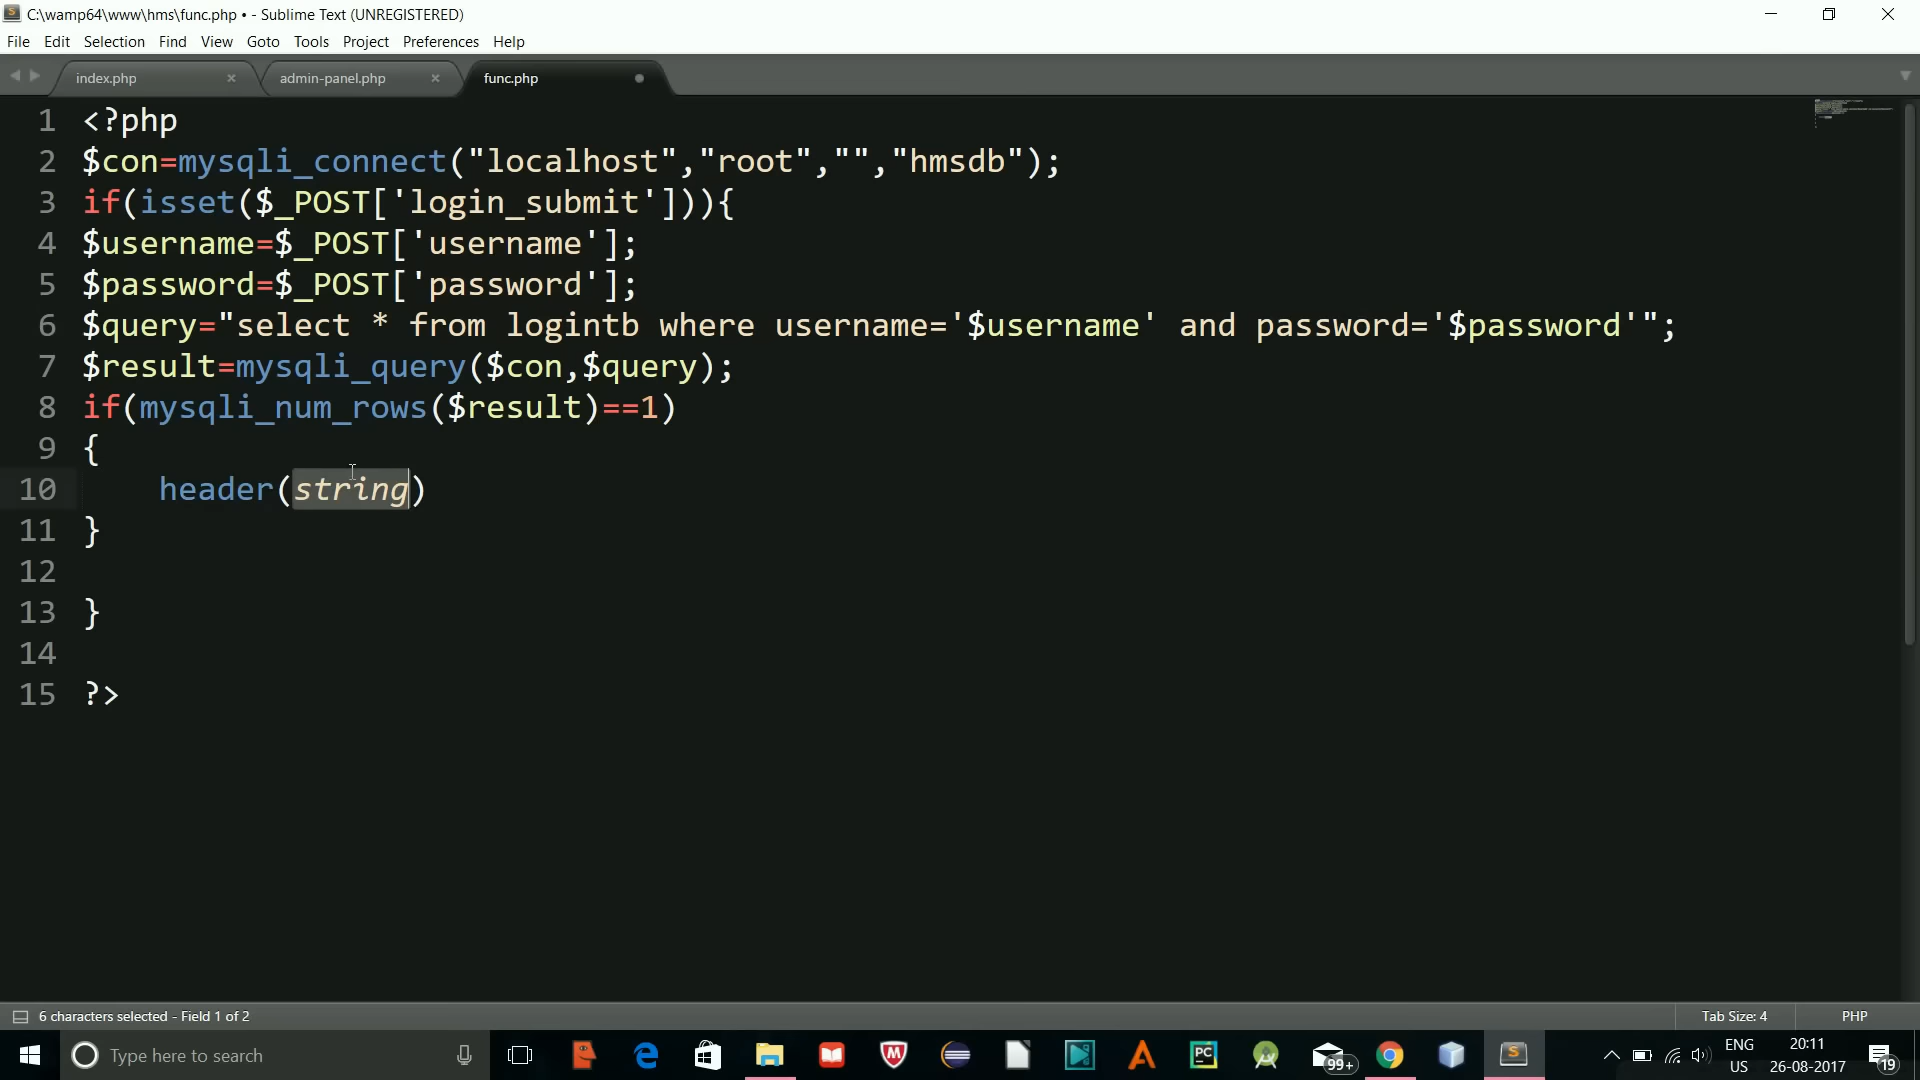 C:\wamp64\www\hms\func.php • - Sublime Text (UNREGISTERED)
File Edit Selection Find View Goto Tools Project Preferences Help
index.php × admin-panel.php × func.php
1 <?php
2 $con=mysqli_connect("localhost","root","","hmsdb");
3 if(isset($_POST['login_submit'])){
4 $username=$_POST['username'];
5 $password=$_POST['password'];
6 $query="select * from logintb where username='$username' and password='$password'";
7 $result=mysqli_query($con,$query);
8 if(mysqli_num_rows($result)==1)
9 {
10 header(string)
11 }
12
13 }
14
15 ?>
6 characters selected - Field 1 of 2 Tab Size: 4 PHP
Type here to search PC 99+ ENG 20:11
US 26-08-2017 19